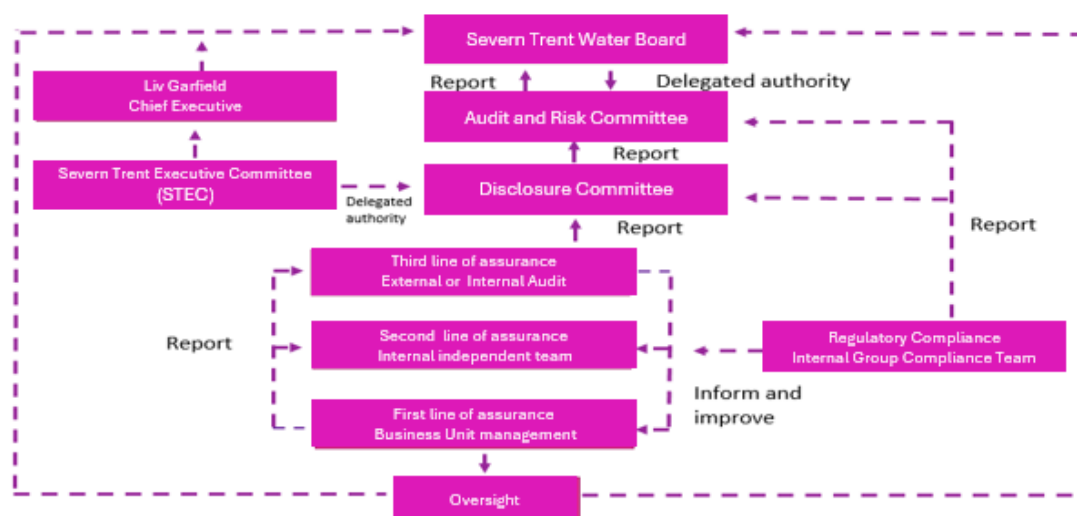 Severn Trent Water Board
Report
Delegated authority
Liv Garfield
Chief Executive
Audit and Risk Committee
Report
Severn Trent Executive Committee
(STEC)
Delegated
authority
Disclosure Committee
Report
Report
Third line of assurance
External or Internal Audit
Report
Second line of assurance
Internal independent team
Regulatory Compliance
Internal Group Compliance Team
Inform and
improve
First line of assurance
Business Unit management
Oversight